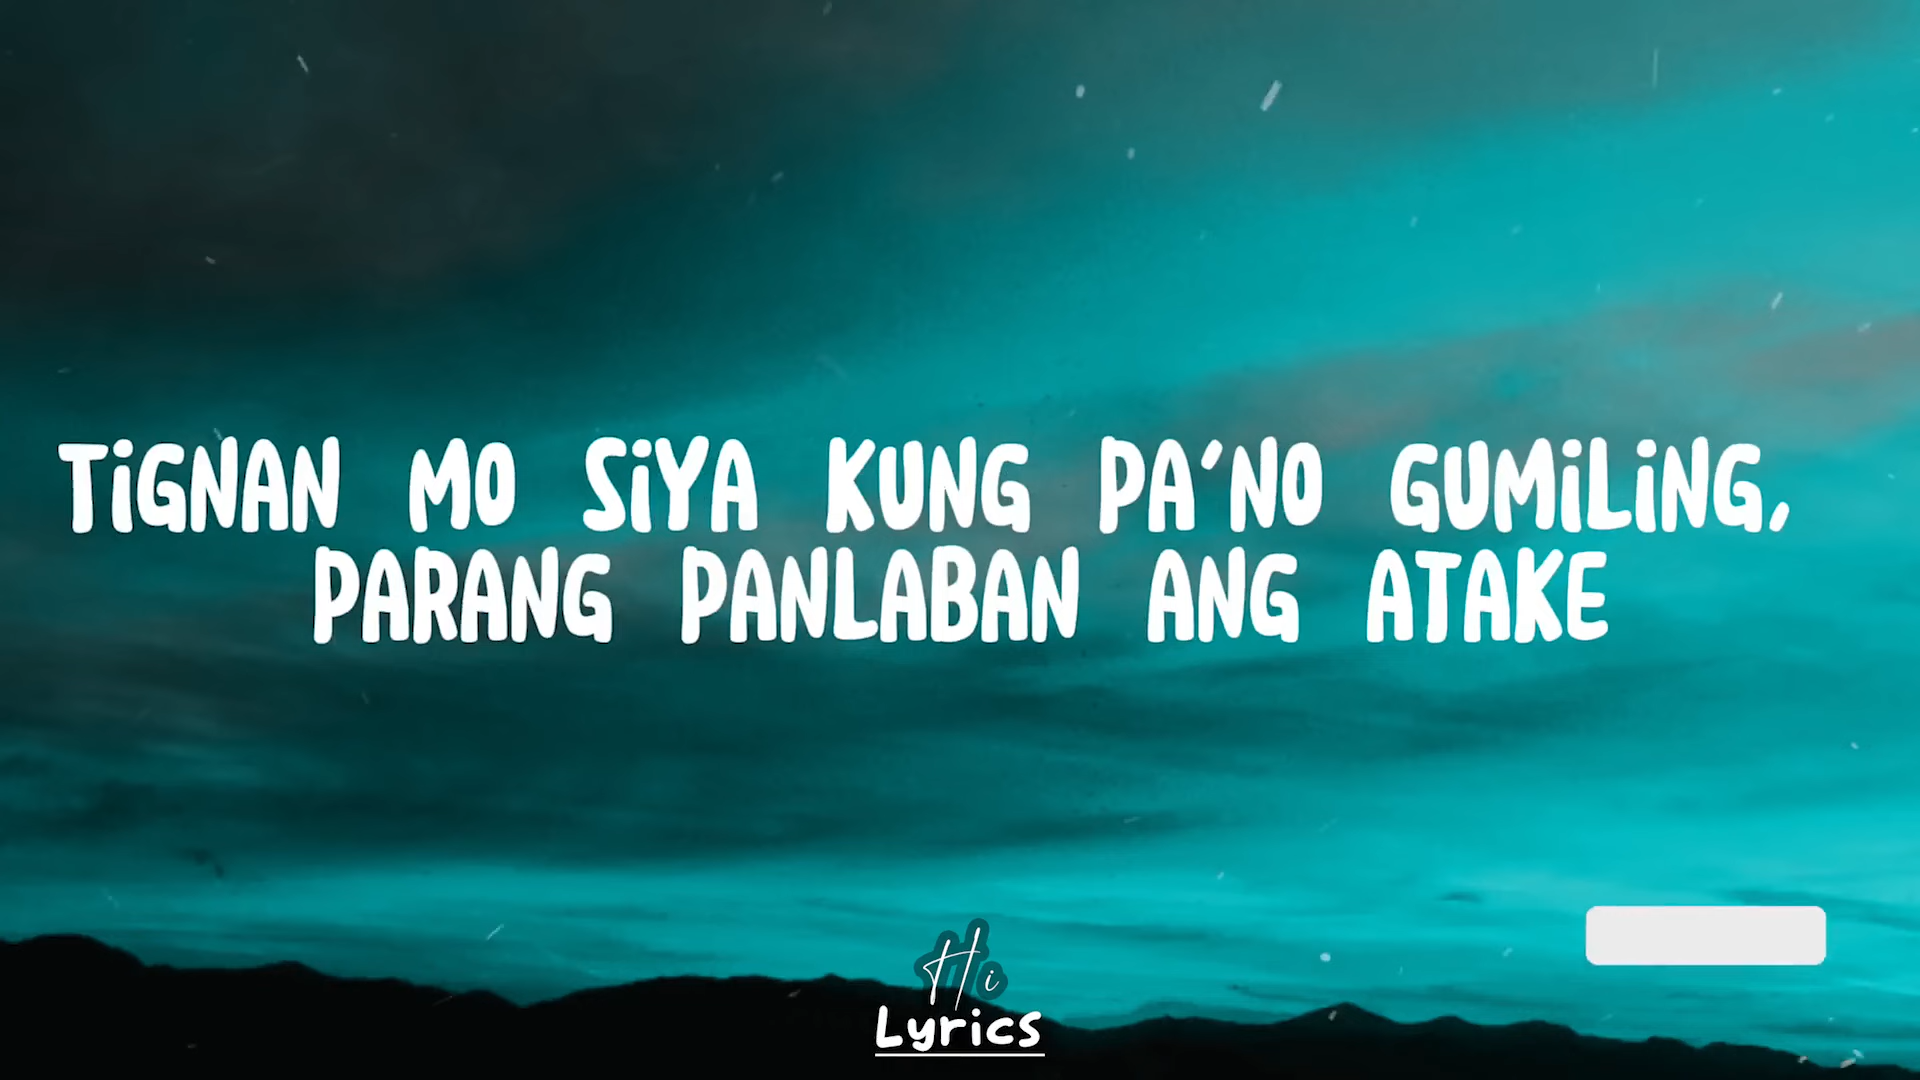 TiGNAN MO SiYA KUNG PA'NO GUMiLiNG,
PARANG PANLABAN ANG ATAKE
Hi
Lyrics